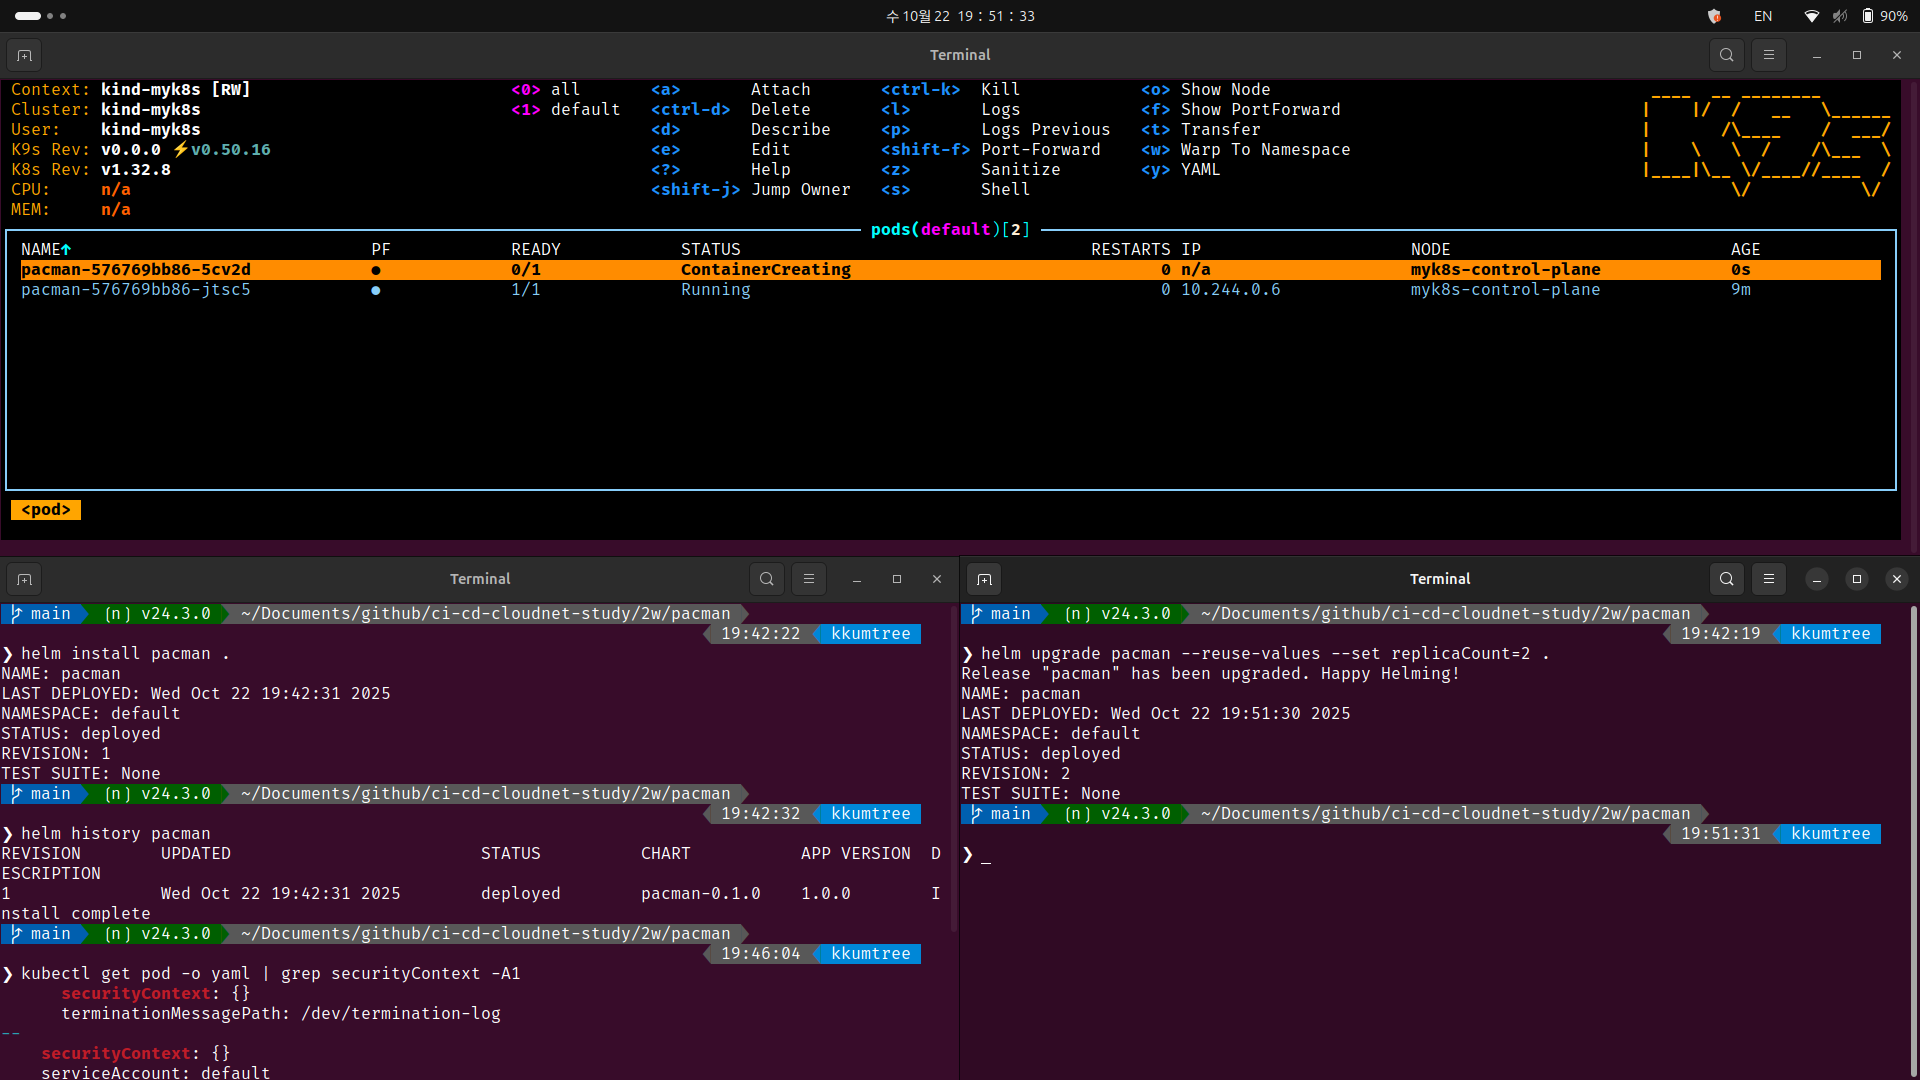 수 10월 22 19 : 51 : 33
EN
90%
Terminal
Context: kind-myk8s [RW]
Cluster: kind-myk8s
User: kind-myk8s
K9s Rev: v0.0.0 ⚡v0.50.16
K8s Rev: v1.32.8
CPU: n/a
MEM: n/a
<0> all
<1> default
<a> Attach
<ctrl-d> Delete
<d> Describe
<e> Edit
<?> Help
<shift-j> Jump Owner
<ctrl-k> Kill
<l> Logs
<p> Logs Previous
<shift-f> Port-Forward
<z> Sanitize
<s> Shell
<o> Show Node
<f> Show PortForward
<t> Transfer
<w> Warp To Namespace
<y> YAML
K9s
pods(default)[2]
NAME↑ PF READY STATUS RESTARTS IP NODE AGE
pacman-576769bb86-5cv2d ● 0/1 ContainerCreating 0 n/a myk8s-control-plane 0s
pacman-576769bb86-jtsc5 ● 1/1 Running 0 10.244.0.6 myk8s-control-plane 9m
<pod>
Terminal
main (n) v24.3.0 ~/Documents/github/ci-cd-cloudnet-study/2w/pacman
19:42:22 kkumtree
❯ helm install pacman .
NAME: pacman
LAST DEPLOYED: Wed Oct 22 19:42:31 2025
NAMESPACE: default
STATUS: deployed
REVISION: 1
TEST SUITE: None
main (n) v24.3.0 ~/Documents/github/ci-cd-cloudnet-study/2w/pacman
19:42:32 kkumtree
❯ helm history pacman
REVISION UPDATED STATUS CHART APP VERSION D
ESCRIPTION
1 Wed Oct 22 19:42:31 2025 deployed pacman-0.1.0 1.0.0 I
nstall complete
main (n) v24.3.0 ~/Documents/github/ci-cd-cloudnet-study/2w/pacman
19:46:04 kkumtree
❯ kubectl get pod -o yaml | grep securityContext -A1
securityContext: {}
terminationMessagePath: /dev/termination-log
--
securityContext: {}
serviceAccount: default
Terminal
main (n) v24.3.0 ~/Documents/github/ci-cd-cloudnet-study/2w/pacman
19:42:19 kkumtree
❯ helm upgrade pacman --reuse-values --set replicaCount=2 .
Release "pacman" has been upgraded. Happy Helming!
NAME: pacman
LAST DEPLOYED: Wed Oct 22 19:51:30 2025
NAMESPACE: default
STATUS: deployed
REVISION: 2
TEST SUITE: None
main (n) v24.3.0 ~/Documents/github/ci-cd-cloudnet-study/2w/pacman
19:51:31 kkumtree
❯ _